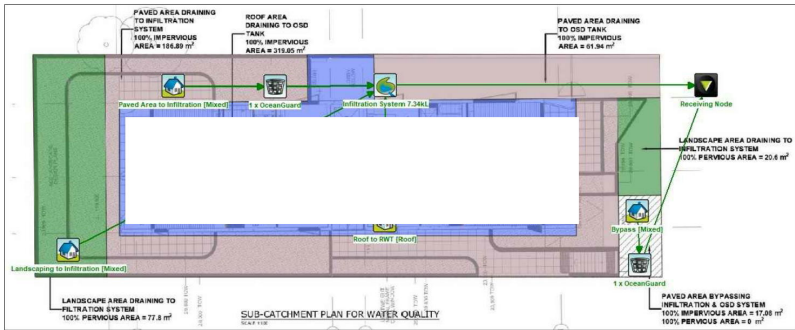 PAVED AREA DRAINING
TO INFILTRATION
SYSTEM
100% IMPERVIOUS
AREA = 186.89 m²
ROOF AREA
DRAINING TO OSD
TANK
100% IMPERVIOUS
AREA = 319.05 m²
PAVED AREA DRAINING
TO OSD TANK
100% IMPERVIOUS
AREA = 61.94 m²
Paved Area to Infiltration [Mixed]
1 x OceanGuard
Infiltration System 7.34kL
Receiving Node
LANDSCAPE AREA DRAINING TO
INFILTRATION SYSTEM
100% PERVIOUS AREA = 20.6 m²
Roof to RWT [Roof]
Bypass [Mixed]
Landscaping to Infiltration [Mixed]
1 x OceanGuard
LANDSCAPE AREA DRAINING TO
FILTRATION SYSTEM
100% PERVIOUS AREA = 77.8 m²
SUB-CATCHMENT PLAN FOR WATER QUALITY
PAVED AREA BYPASSING
INFILTRATION & OSD SYSTEM
100% IMPERVIOUS AREA = 17.08 m²
100% PERVIOUS AREA = 0 m²